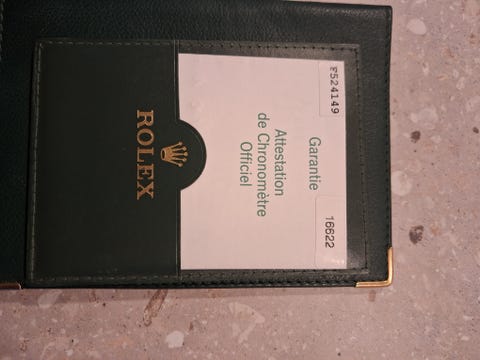 F524149
16622
Garantie
Attestation
de Chronomètre
Officiel
ROLEX